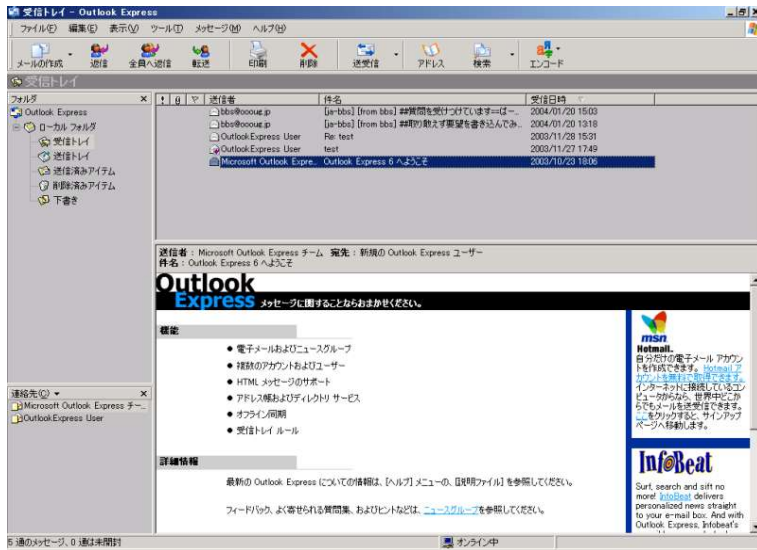 受信トレイ - Outlook Express
ファイル(F) 編集(E) 表示(V) ツール(T) メッセージ(M) ヘルプ(H)
メールの作成 返信 全員へ返信 転送 印刷 削除 送受信 アドレス 検索 エンコード
受信トレイ
フォルダ
Outlook Express
ローカル フォルダ
受信トレイ
送信トレイ
送信済みアイテム
削除済みアイテム
下書き
送信者 件名 受信日時
[ja-bbs] [from bbs] ##質問を受けつけています==ばー... 2004/01/20 15:03
[ja-bbs] [from bbs] 2004/01/20 13:18
OutlookExpress User Re: test 2003/11/28 15:31
OutlookExpress User test 2003/11/27 17:49
Microsoft Outlook Expre... Outlook Express 6 へようこそ 2003/10/23 18:06
送信者 : Microsoft Outlook Express チーム 宛先 : 新規の Outlook Express ユーザー
件名 : Outlook Express 6 へようこそ
Outlook
Express メッセージに関することならおまかせください。
機能
● 電子メールおよびニュースグループ
● 複数のアカウントおよびユーザー
● HTML メッセージのサポート
● アドレス帳およびディレクトリ サービス
● オフライン同期
● 受信トレイ ルール
詳細情報
最新の Outlook Express についての情報は、[ヘルプ] メニューの、[説明ファイル] を参照してください。
フィードバック、よく寄せられる質問集、およびヒントなどは、ニュースグループを参照してください。
msn
Hotmail.
自分だけの電子メール アカウン
トを作成できます。Hotmail ア
カウントを無料で取得できます。
インターネットに接続しているコン
ピュータからなら、世界中どこか
らでもメールを送受信できます。
ここをクリックすると、サインアップ
ページへ移動します。
InfoBeat
Surf, search and sift no
more! InfoBeat delivers
personalized news straight
to your e-mail box. And with
Outlook Express, Infobeat's
連絡先(C)
Microsoft Outlook Express チー...
OutlookExpress User
5 通のメッセージ、0 通は未開封
オンライン中